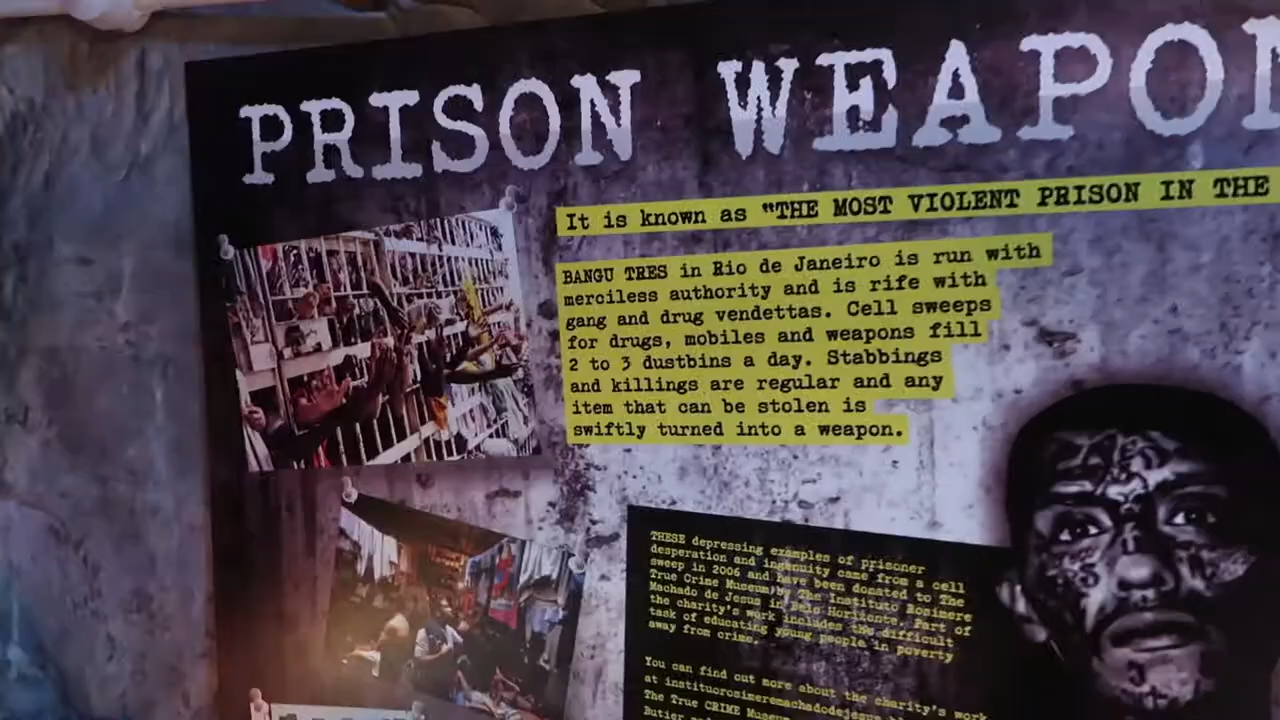 PRISON WEAPON
It is known as "THE MOST VIOLENT PRISON IN THE
BANGU TRES in Rio de Janeiro is run with
merciless authority and is rife with
gang and drug vendettas. Cell sweeps
for drugs, mobiles and weapons fill
2 to 3 dustbins a day. Stabbings
and killings are regular and any
item that can be stolen is
swiftly turned into a weapon.
THESE depressing examples of prisoner
desperation and ingenuity came from a cell
sweep in 2006 and have been donated to The
True Crime Museum by The Instituto Rosimere
Machado de Jesus in Belo Horizonte. Part of
the charity's work includes the difficult
task of educating young people in poverty
away from crime.
You can find out more about the charity's work
at
The True CRIME Museum